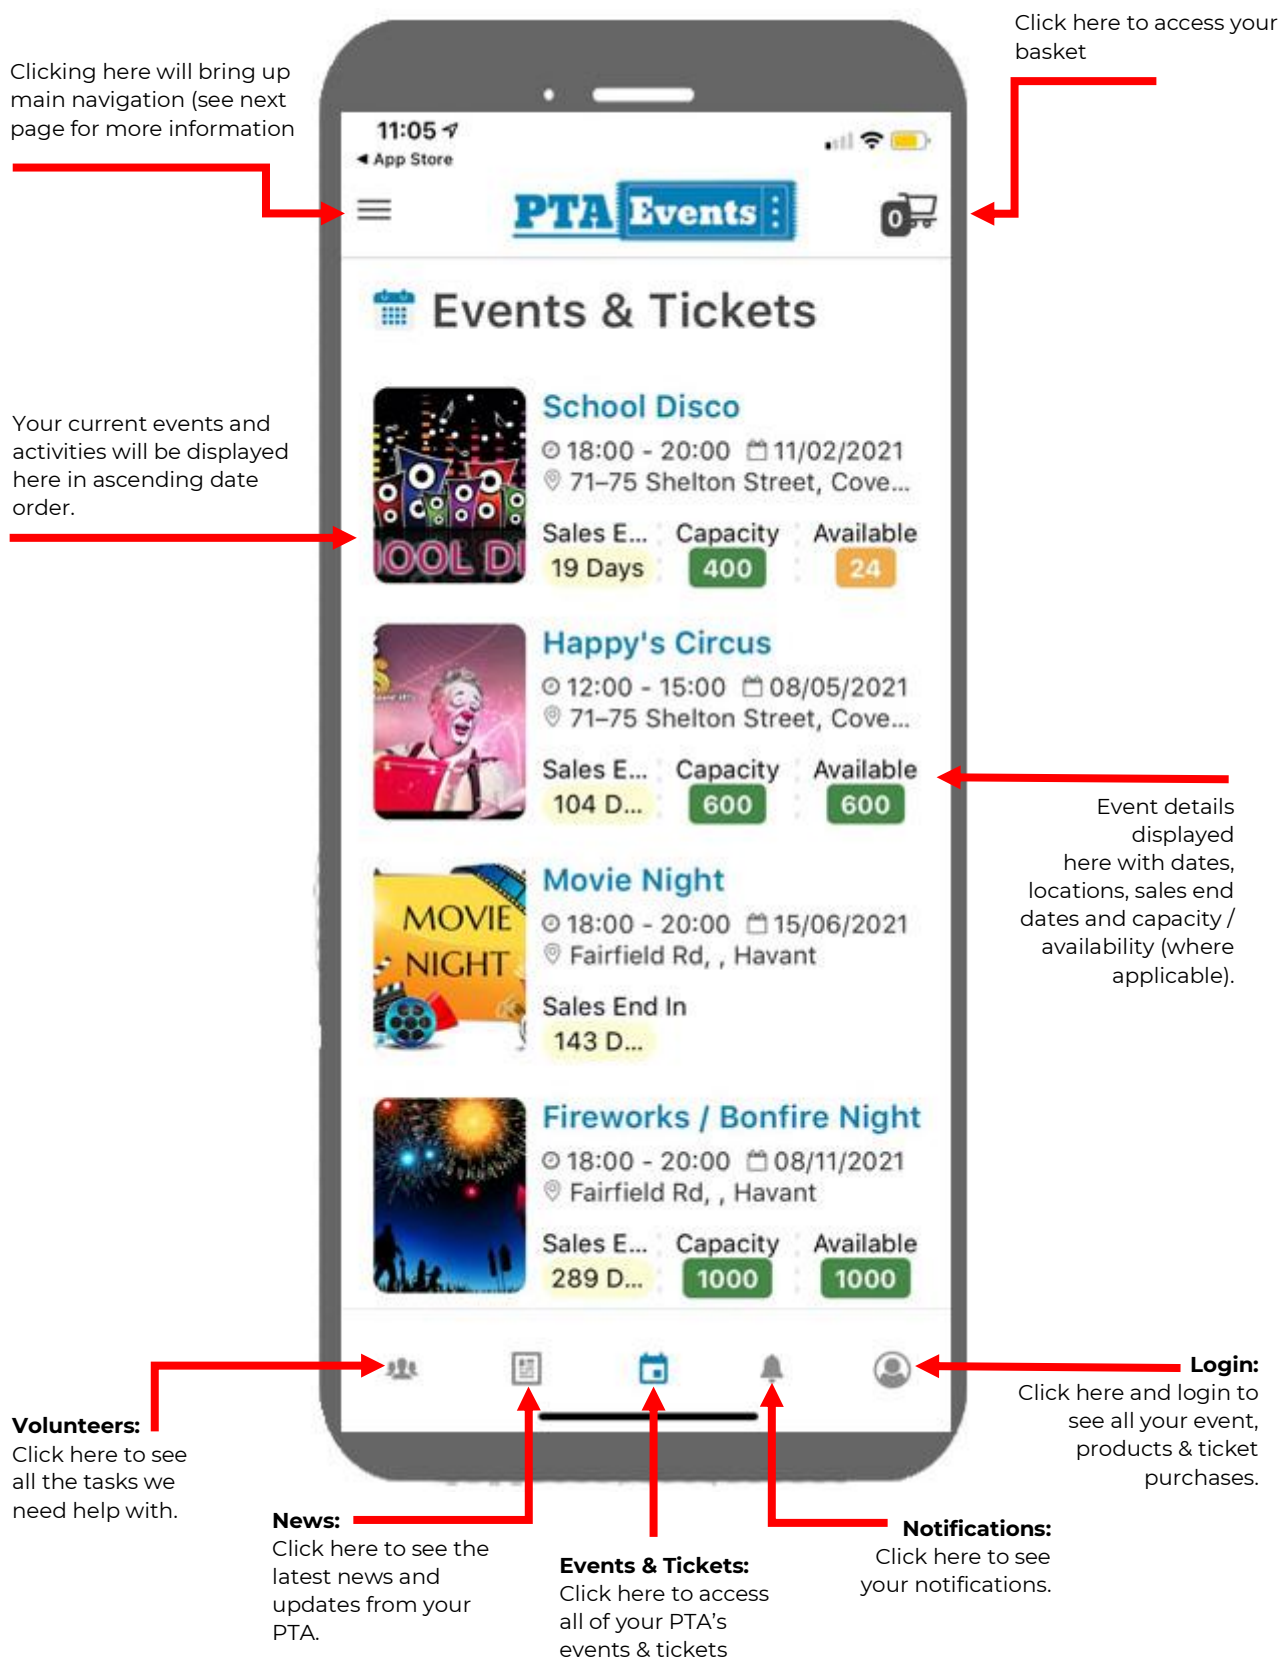 Click here to access your
basket
Clicking here will bring up
main navigation (see next
page for more information
11:05
◀ App Store
PTA Events
0
Events & Tickets
Your current events and
activities will be displayed
here in ascending date
order.
School Disco
18:00 - 20:00 11/02/2021
71–75 Shelton Street, Cove...
Sales E... Capacity Available
19 Days 400 24
HOOL DI
Happy's Circus
12:00 - 15:00 08/05/2021
71–75 Shelton Street, Cove...
Sales E... Capacity Available
104 D... 600 600
Event details
displayed
here with dates,
locations, sales end
dates and capacity /
availability (where
applicable).
MOVIE
NIGHT
Movie Night
18:00 - 20:00 15/06/2021
Fairfield Rd, , Havant
Sales End In
143 D...
Fireworks / Bonfire Night
18:00 - 20:00 08/11/2021
Fairfield Rd, , Havant
Sales E... Capacity Available
289 D... 1000 1000
Volunteers:
Click here to see
all the tasks we
need help with.
News:
Click here to see the
latest news and
updates from your
PTA.
Events & Tickets:
Click here to access
all of your PTA’s
events & tickets
Notifications:
Click here to see
your notifications.
Login:
Click here and login to
see all your event,
products & ticket
purchases.